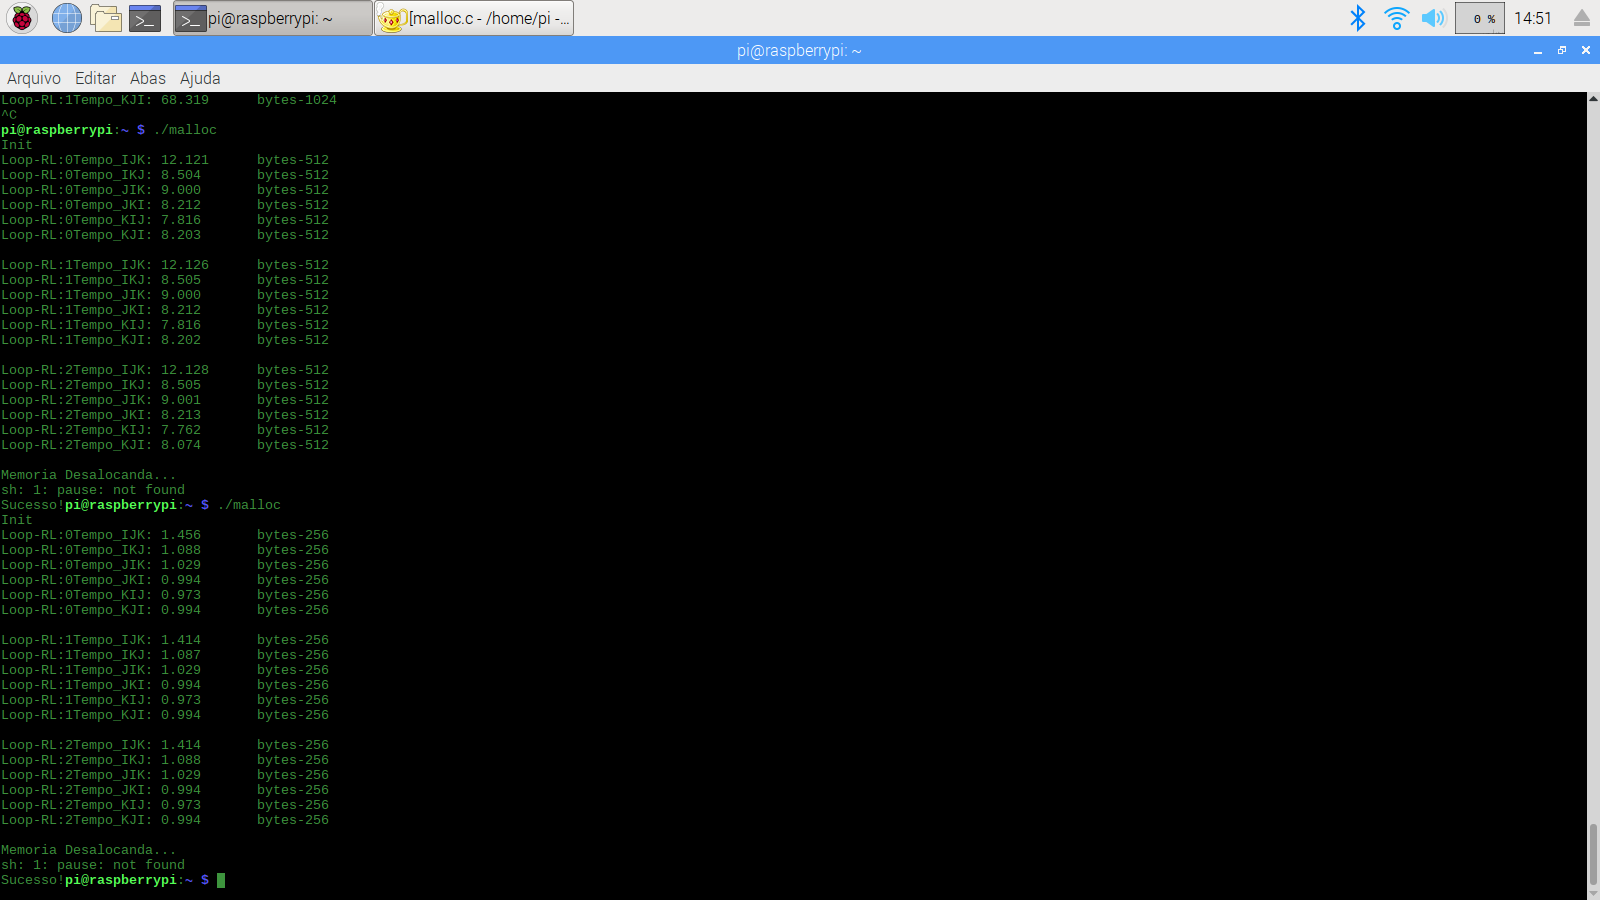 pi@raspberrypi: ~
[malloc.c - /home/pi -...
0 %
14:51
pi@raspberrypi: ~
Arquivo Editar Abas Ajuda
Loop-RL:1Tempo_KJI: 68.319 bytes-1024
^C
pi@raspberrypi:~ $ ./malloc
Init
Loop-RL:0Tempo_IJK: 12.121 bytes-512
Loop-RL:0Tempo_IKJ: 8.504 bytes-512
Loop-RL:0Tempo_JIK: 9.000 bytes-512
Loop-RL:0Tempo_JKI: 8.212 bytes-512
Loop-RL:0Tempo_KIJ: 7.816 bytes-512
Loop-RL:0Tempo_KJI: 8.203 bytes-512
Loop-RL:1Tempo_IJK: 12.126 bytes-512
Loop-RL:1Tempo_IKJ: 8.505 bytes-512
Loop-RL:1Tempo_JIK: 9.000 bytes-512
Loop-RL:1Tempo_JKI: 8.212 bytes-512
Loop-RL:1Tempo_KIJ: 7.816 bytes-512
Loop-RL:1Tempo_KJI: 8.202 bytes-512
Loop-RL:2Tempo_IJK: 12.128 bytes-512
Loop-RL:2Tempo_IKJ: 8.505 bytes-512
Loop-RL:2Tempo_JIK: 9.001 bytes-512
Loop-RL:2Tempo_JKI: 8.213 bytes-512
Loop-RL:2Tempo_KIJ: 7.762 bytes-512
Loop-RL:2Tempo_KJI: 8.074 bytes-512
Memoria Desalocanda...
sh: 1: pause: not found
Sucesso!pi@raspberrypi:~ $ ./malloc
Init
Loop-RL:0Tempo_IJK: 1.456 bytes-256
Loop-RL:0Tempo_IKJ: 1.088 bytes-256
Loop-RL:0Tempo_JIK: 1.029 bytes-256
Loop-RL:0Tempo_JKI: 0.994 bytes-256
Loop-RL:0Tempo_KIJ: 0.973 bytes-256
Loop-RL:0Tempo_KJI: 0.994 bytes-256
Loop-RL:1Tempo_IJK: 1.414 bytes-256
Loop-RL:1Tempo_IKJ: 1.087 bytes-256
Loop-RL:1Tempo_JIK: 1.029 bytes-256
Loop-RL:1Tempo_JKI: 0.994 bytes-256
Loop-RL:1Tempo_KIJ: 0.973 bytes-256
Loop-RL:1Tempo_KJI: 0.994 bytes-256
Loop-RL:2Tempo_IJK: 1.414 bytes-256
Loop-RL:2Tempo_IKJ: 1.088 bytes-256
Loop-RL:2Tempo_JIK: 1.029 bytes-256
Loop-RL:2Tempo_JKI: 0.994 bytes-256
Loop-RL:2Tempo_KIJ: 0.973 bytes-256
Loop-RL:2Tempo_KJI: 0.994 bytes-256
Memoria Desalocanda...
sh: 1: pause: not found
Sucesso!pi@raspberrypi:~ $